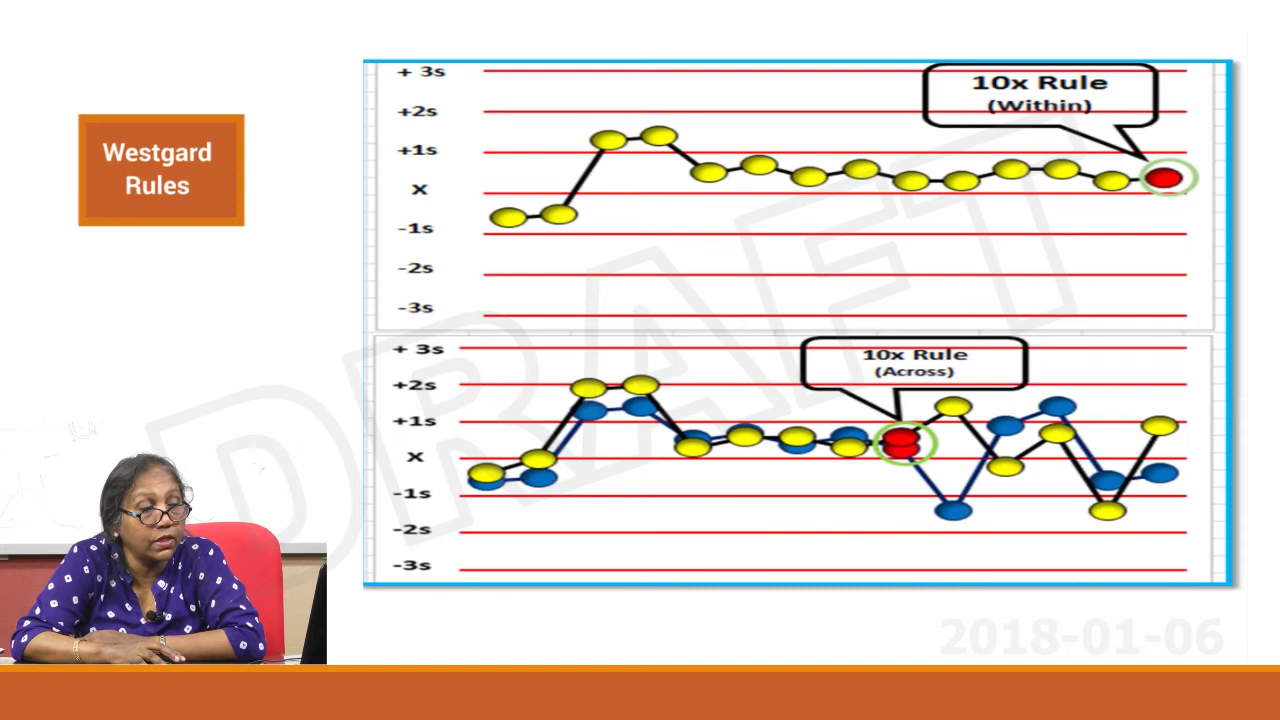 Westgard
Rules
+ 3s
+2s
+1s
X
-1s
-2s
-3s
10x Rule
(Within)
+ 3s
+2s
+1s
X
-1s
-2s
-3s
10x Rule
(Across)
DRAFT
2018-01-06